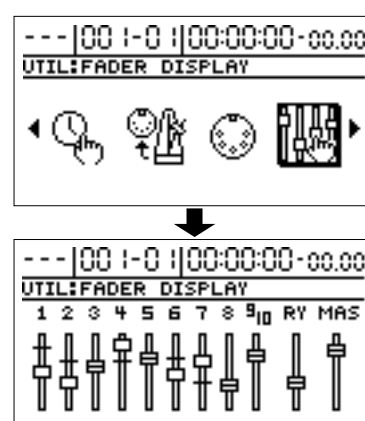 ---|001-01|00:00:00-00.00
UTIL:FADER DISPLAY
---|001-01|00:00:00-00.00
UTIL:FADER DISPLAY
1 2 3 4 5 6 7 8 9/10 RY MAS